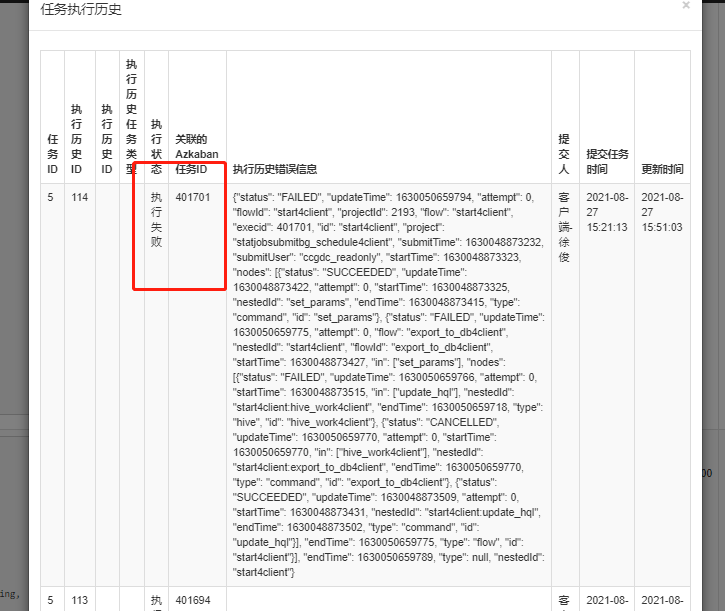 任务执行历史
×
任务ID
执行历史ID
执行历史ID
执行历史任务类型
执行状态
关联的Azkaban任务ID
执行历史错误信息
提交人
提交任务时间
更新时间
5
114
执行失败
401701
{"status": "FAILED", "updateTime": 1630050659794, "attempt": 0,
"flowId": "start4client", "projectId": 2193, "flow": "start4client",
"execid": 401701, "id": "start4client", "project":
"statjobsubmitbg_schedule4client", "submitTime": 1630048873232,
"submitUser": "ccgdc_readonly", "startTime": 1630048873323,
"nodes": [{"status": "SUCCEEDED", "updateTime":
1630048873422, "attempt": 0, "startTime": 1630048873325,
"nestedId": "set_params", "endTime": 1630048873415, "type":
"command", "id": "set_params"}, {"status": "FAILED", "updateTime":
1630050659775, "attempt": 0, "flow": "export_to_db4client",
"nestedId": "start4client", "flowId": "export_to_db4client",
"startTime": 1630048873427, "in": ["set_params"], "nodes":
[{"status": "FAILED", "updateTime": 1630050659766, "attempt": 0,
"startTime": 1630048873515, "in": ["update_hql"], "nestedId":
"start4client:hive_work4client", "endTime": 1630050659718, "type":
"hive", "id": "hive_work4client"}, {"status": "CANCELLED",
"updateTime": 1630050659770, "attempt": 0, "startTime":
1630050659770, "in": ["hive_work4client"], "nestedId":
"start4client:export_to_db4client", "endTime": 1630050659770,
"type": "command", "id": "export_to_db4client"}, {"status":
"SUCCEEDED", "updateTime": 1630048873509, "attempt": 0,
"startTime": 1630048873431, "nestedId": "start4client:update_hql",
"endTime": 1630048873502, "type": "command", "id":
"update_hql"}], "endTime": 1630050659775, "type": "flow", "id":
"start4client"}], "endTime": 1630050659789, "type": null, "nestedId":
"start4client"}
客户端-徐俊
2021-08-27
15:21:13
2021-08-27
15:51:03
5
113
执
401694
客
2021-08-
2021-08-
00
ing,